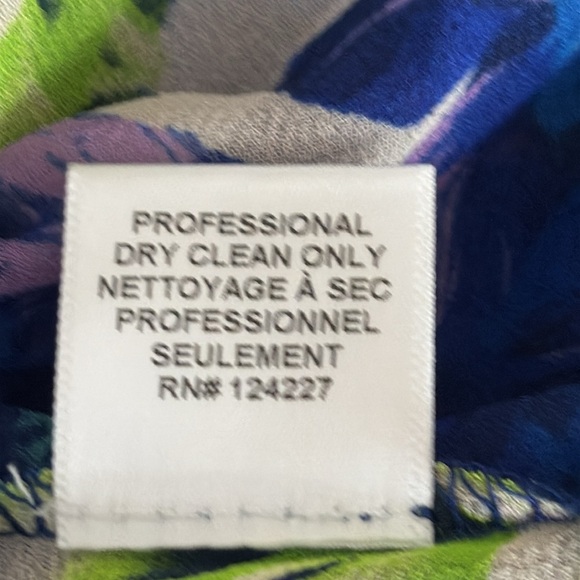 PROFESSIONAL
DRY CLEAN ONLY
NETTOYAGE À SEC
PROFESSIONNEL
SEULEMENT
RN# 124227